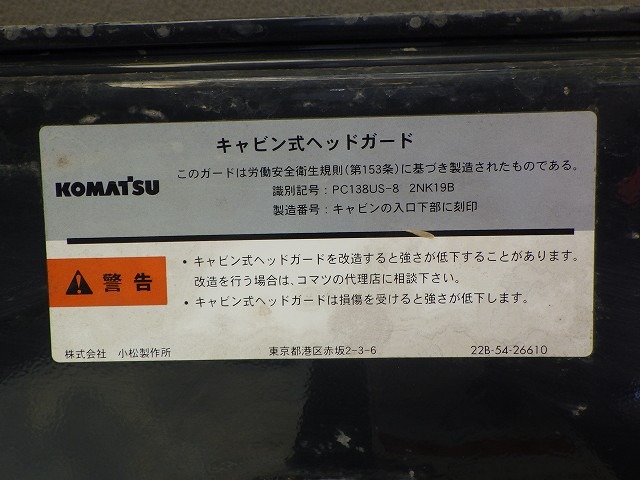 キャビン式ヘッドガード
このガードは労働安全衛生規則(第153条)に基づき製造されたものである。
KOMATSU
識別記号: PC138US-8 2NK19B
製造番号: キャビンの入口下部に刻印
・キャビン式ヘッドガードを改造すると強さが低下することがあります。
改造を行う場合は、コマツの代理店に相談下さい。
警告
・キャビン式ヘッドガードは損傷を受けると強さが低下します。
株式会社 小松製作所 東京都港区赤坂2-3-6 22B-54-26610